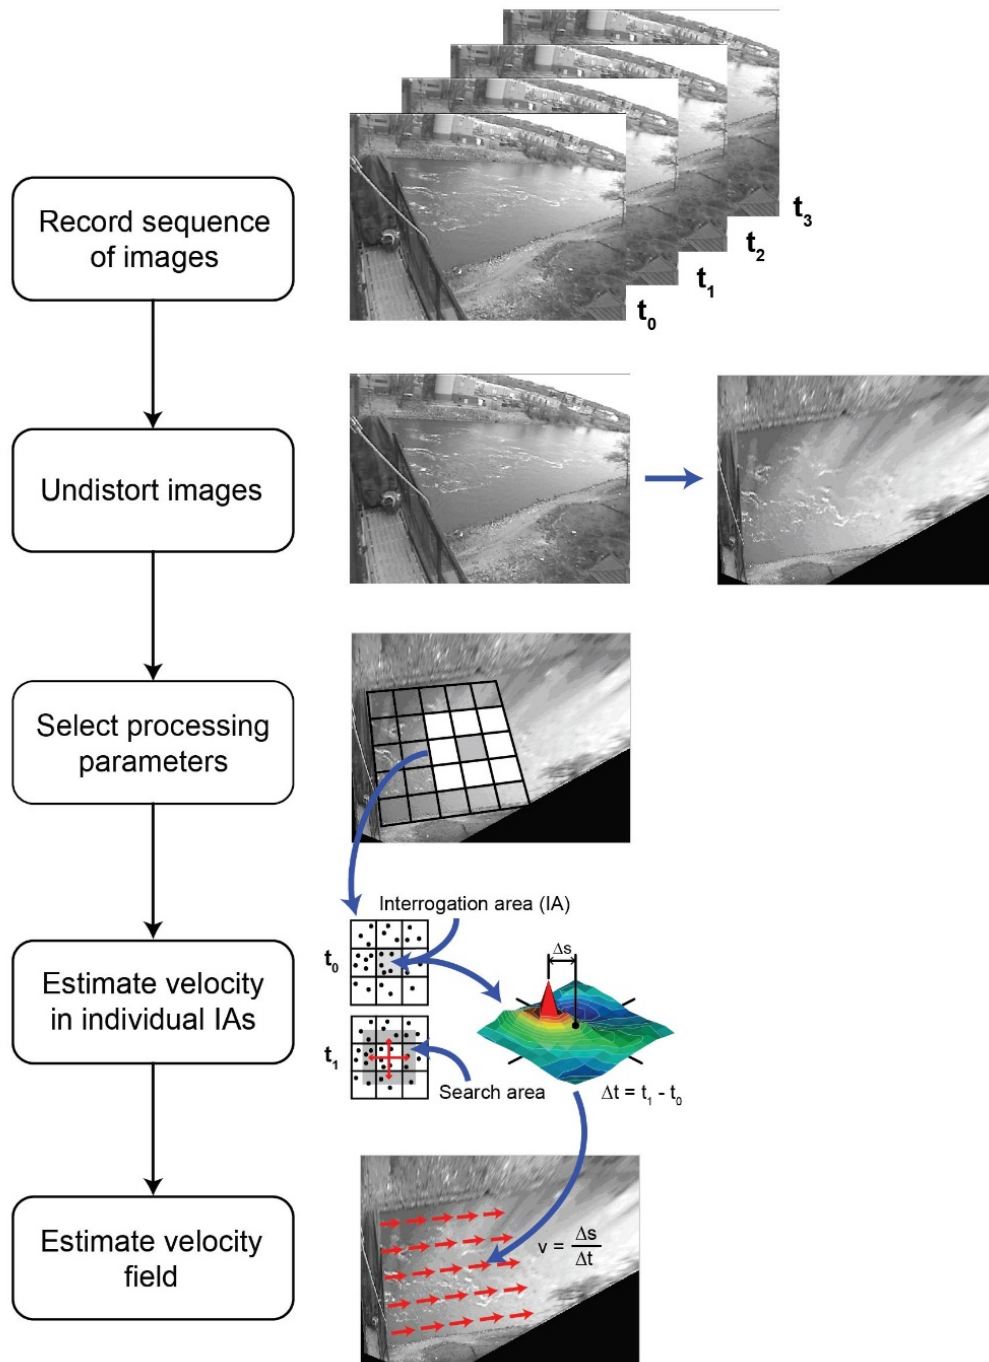 Record sequence
of images
t₃
t₂
t₁
t₀
Undistort images
Select processing
parameters
Interrogation area (IA)
t₀
Δs
Estimate velocity
in individual IAs
t₁
Search area
Δt = t₁ - t₀
Estimate velocity
field
v = Δs
Δt